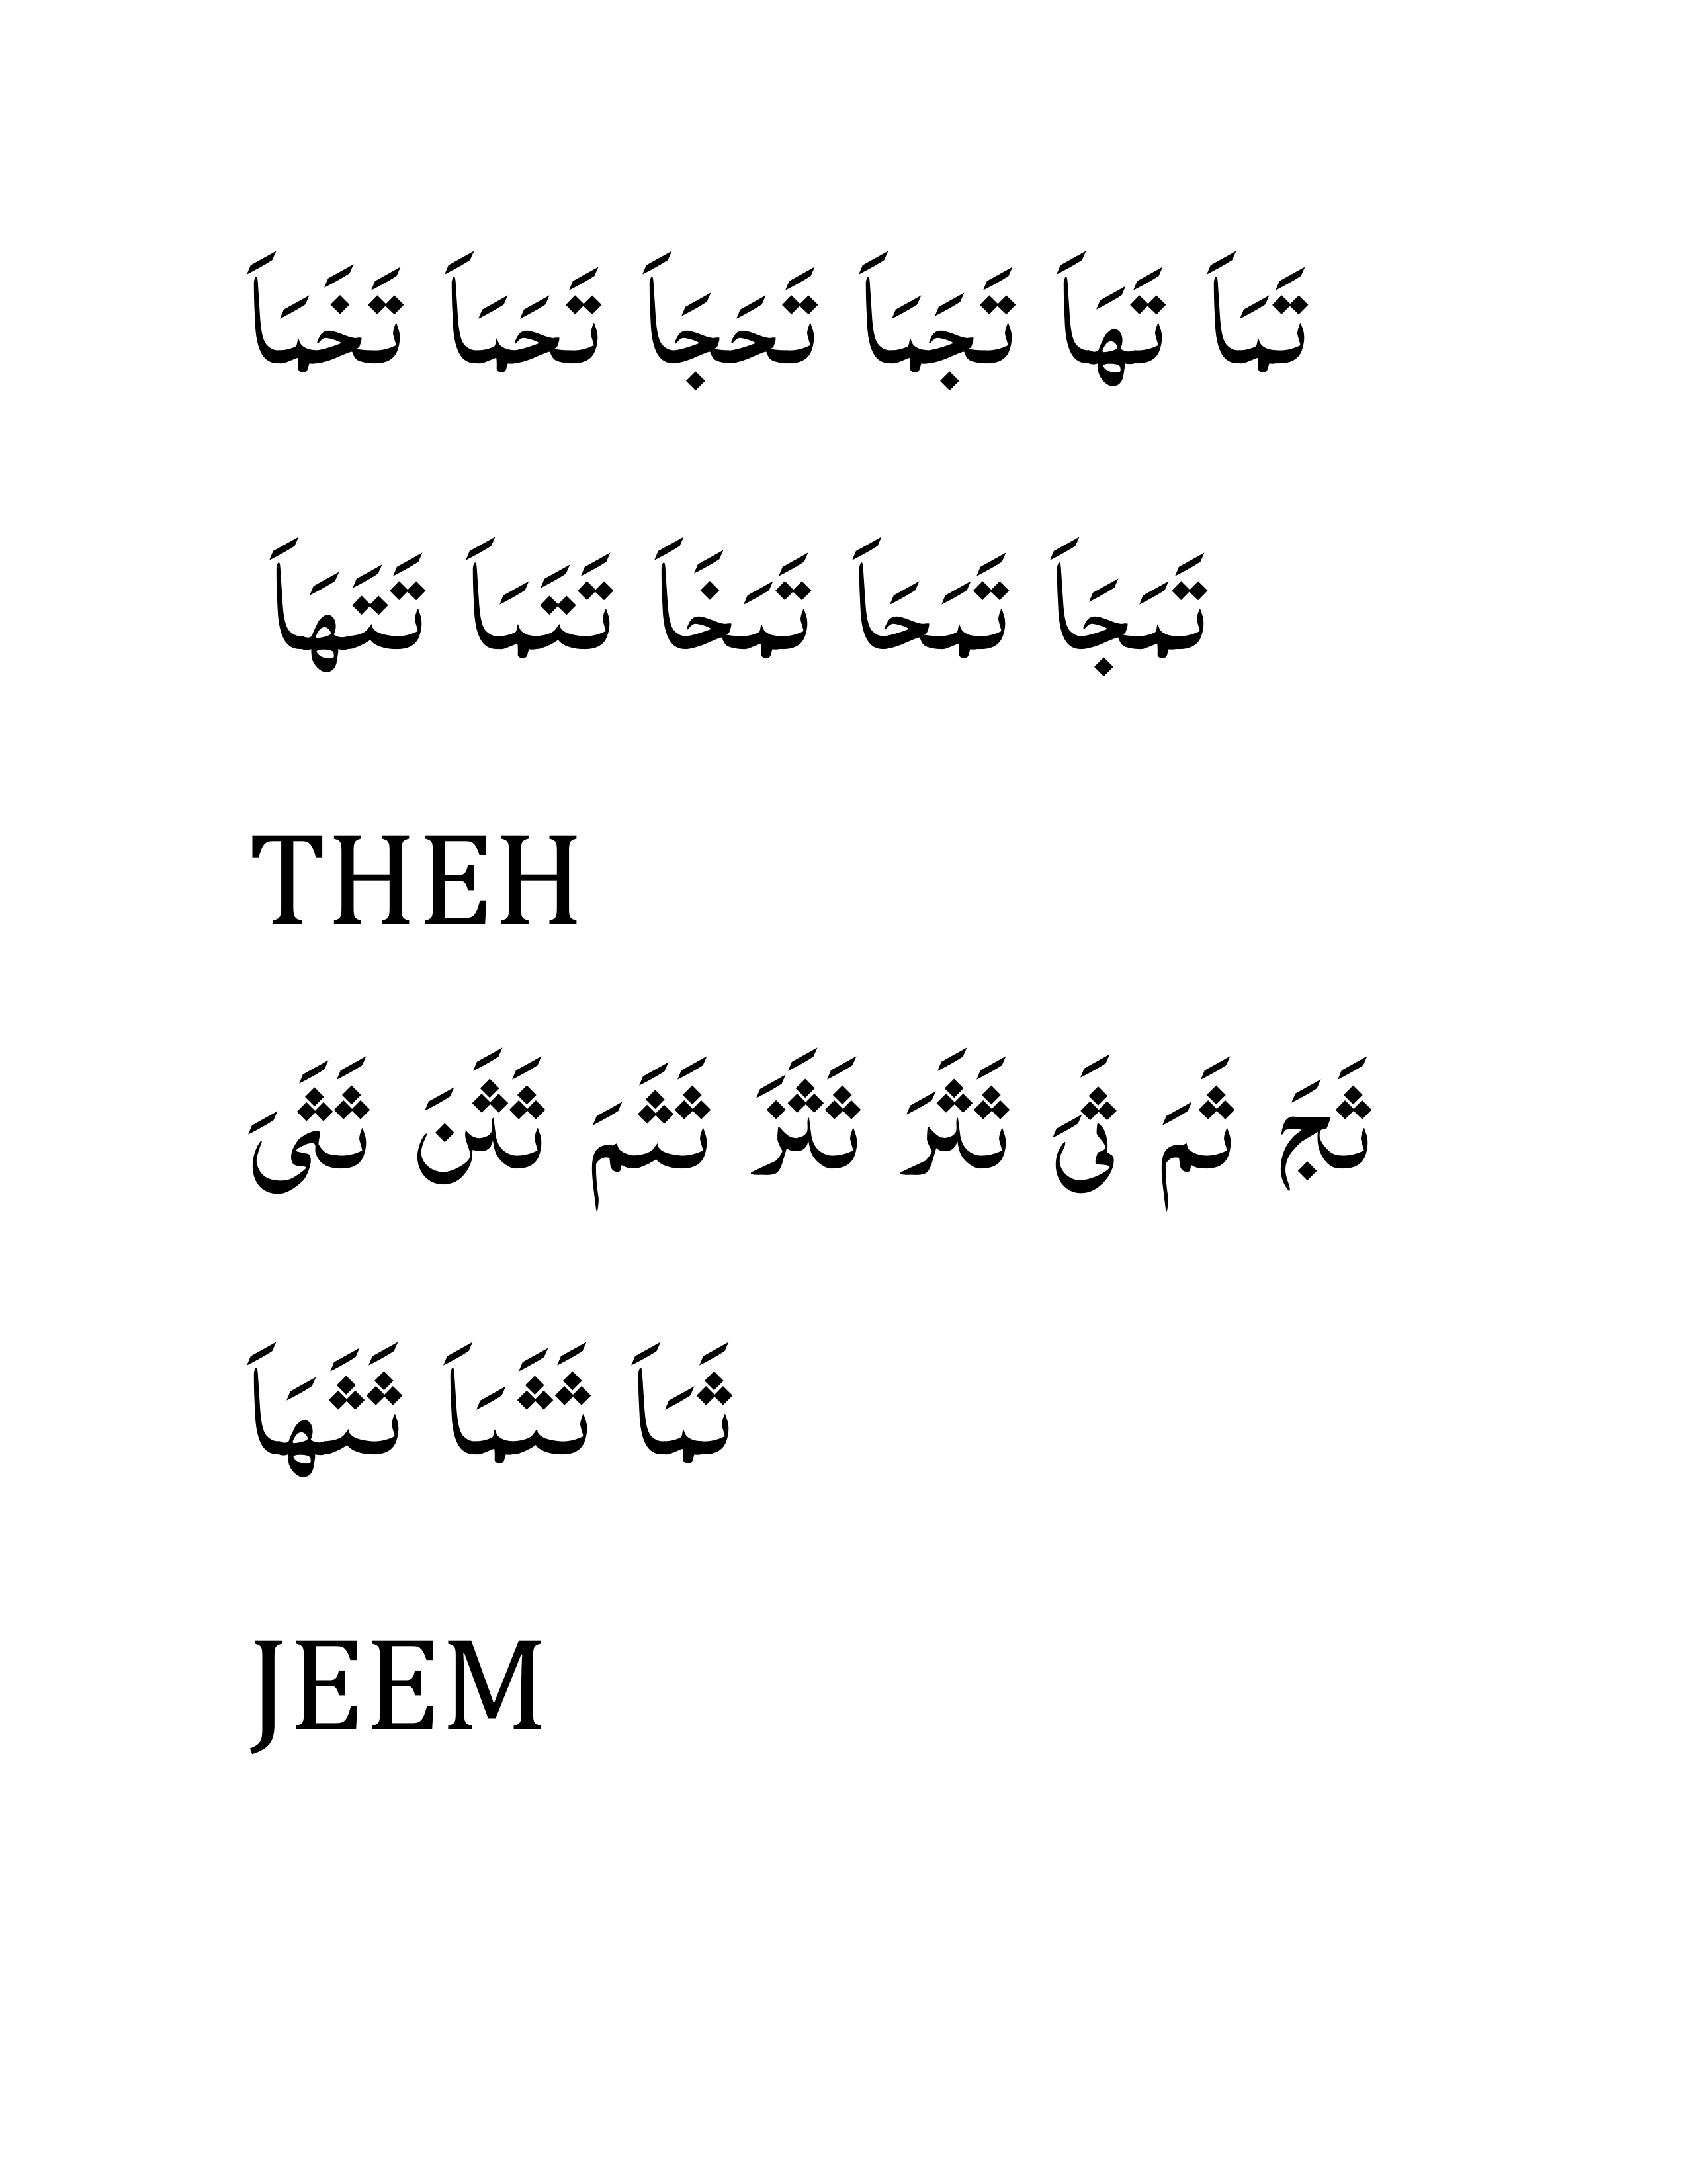 تَمَاَ تَهَاَ تَجَمَاَ تَحَجَاَ تَحَمَاَ تَخَمَاَ
تَمَجَاَ تَمَحَاَ تَمَخَاَ تَتَمَاَ تَتَهَاَ
THEH
ثَجَ ثَمَ ثَىَ ثَثَرَ ثَثَزَ ثَثَمَ ثَثَنَ ثَثَىَ
ثَمَاَ ثَثَمَاَ ثَثَهَاَ
JEEM